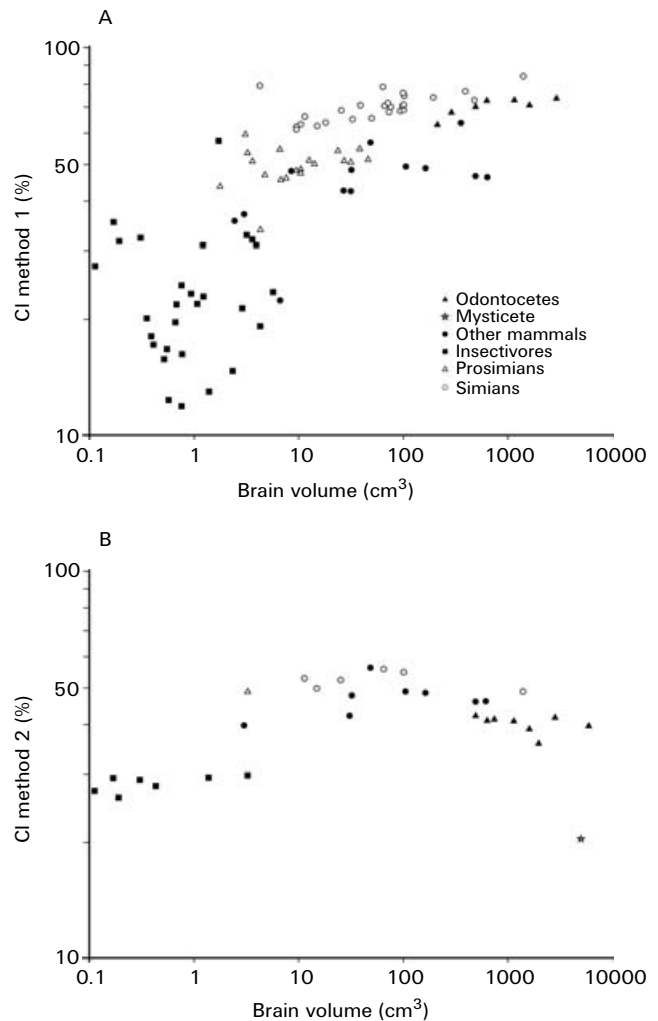 A
100
50
10
CI method 1 (%)
Odontocetes
Mysticete
Other mammals
Insectivores
Prosimians
Simians
0.1 1 10 100 1000 10000
Brain volume (cm³)
B
100
50
10
CI method 2 (%)
0.1 1 10 100 1000 10000
Brain volume (cm³)